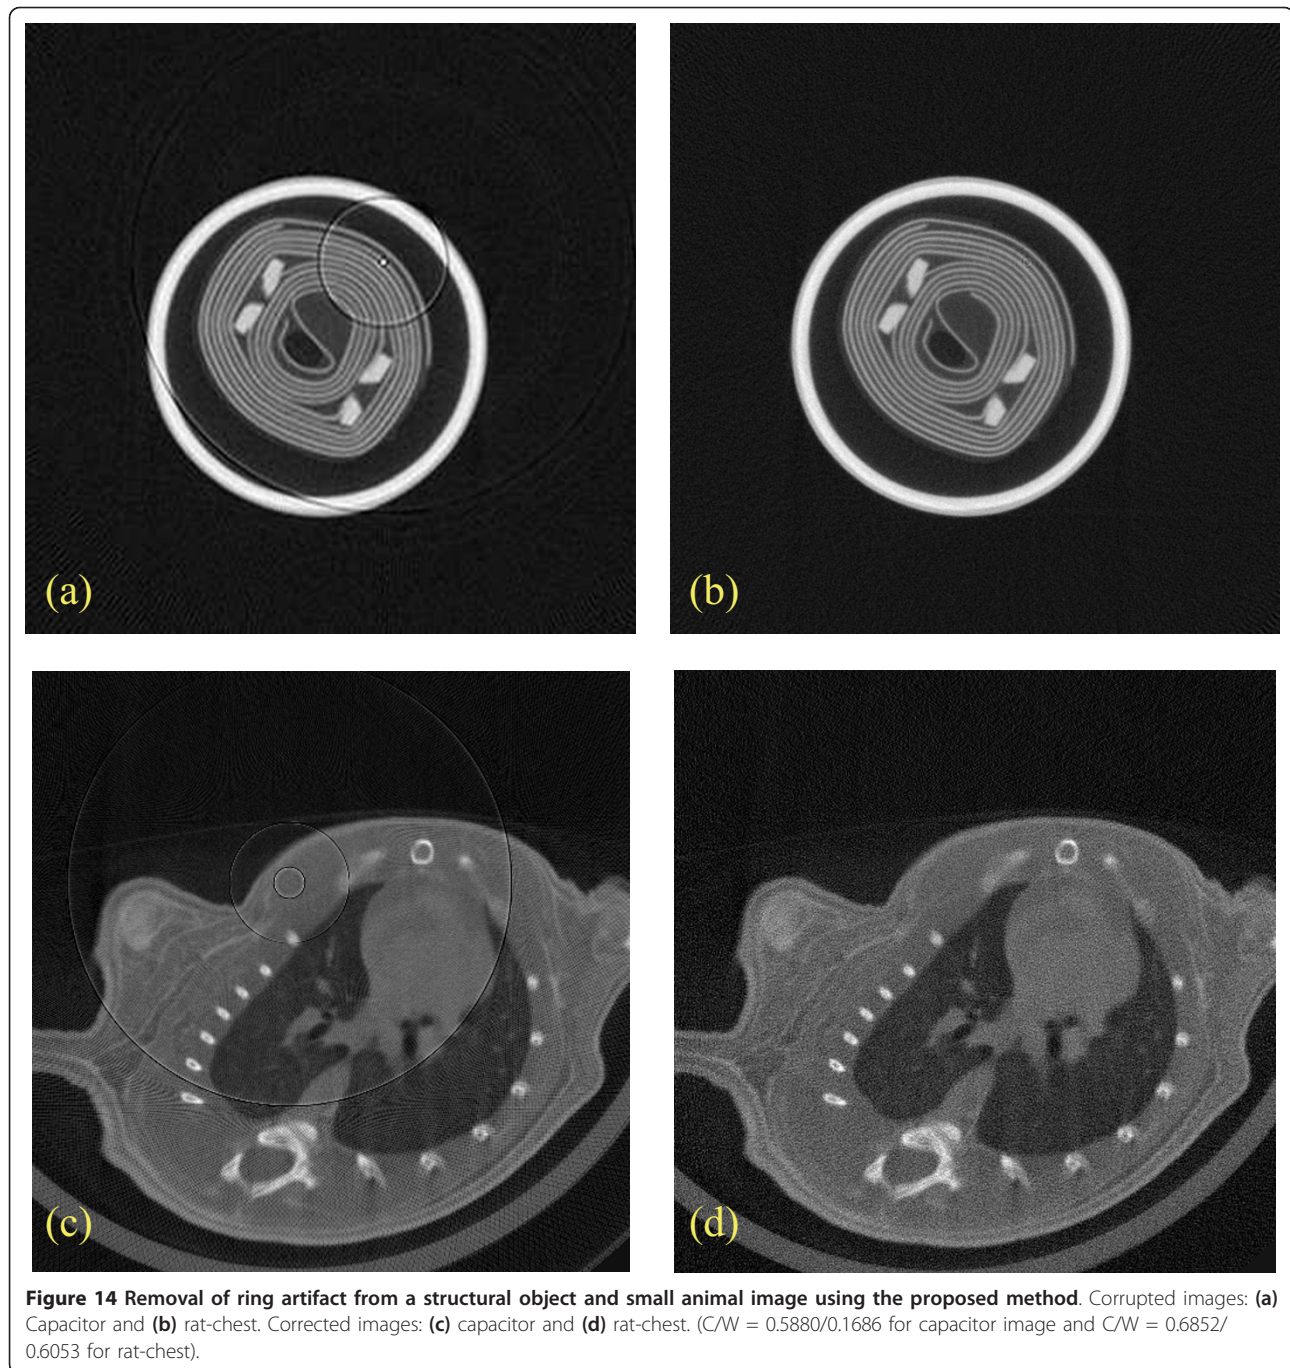 (a)
(b)
(c)
(d)
Figure 14 Removal of ring artifact from a structural object and small animal image using the proposed method. Corrupted images: (a)
Capacitor and (b) rat-chest. Corrected images: (c) capacitor and (d) rat-chest. (C/W = 0.5880/0.1686 for capacitor image and C/W = 0.6852/
0.6053 for rat-chest).